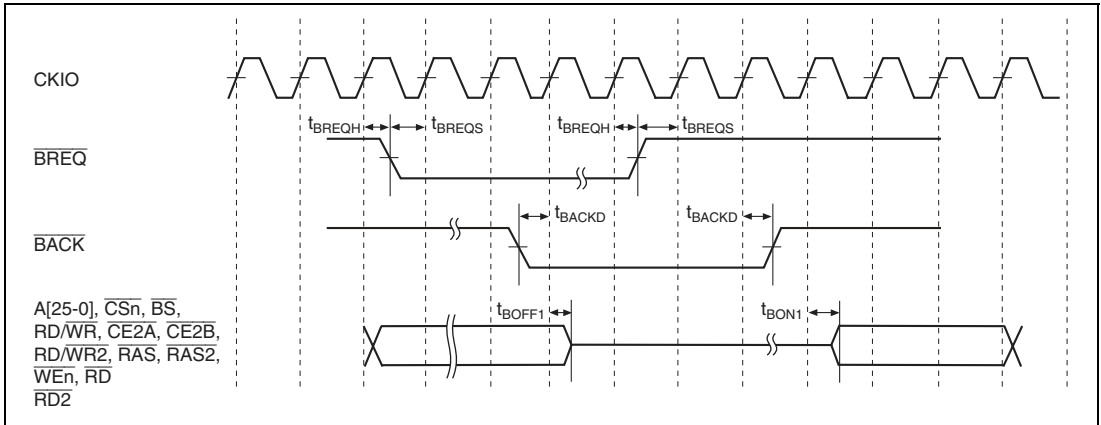 CKIO
tBREQH tBREQS tBREQH tBREQS
BREQ
tBACKD tBACKD
BACK
tBOFF1 tBON1
A[25-0], CSn, BS,
RD/WR, CE2A, CE2B,
RD/WR2, RAS, RAS2,
WEn, RD
RD2